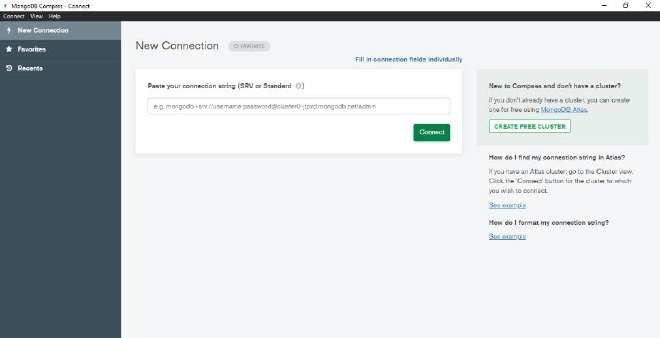 MongoDB Compass - Connect
Connect View Help
New Connection
Favorites
Recents
New Connection
FAVORITE
Fill in connection fields individually
Paste your connection string (SRV or Standard
)
e.g. mongodb+srv://username:password@cluster0-jtpxd.mongodb.net/admin
Connect
New to Compass and don't have a cluster?
If you don't already have a cluster, you can create
one for free using MongoDB Atlas.
CREATE FREE CLUSTER
How do I find my connection string in Atlas?
If you have an Atlas cluster, go to the Cluster view.
Click the 'Connect' button for the cluster to which
you wish to connect.
See example
How do I format my connection string?
See example